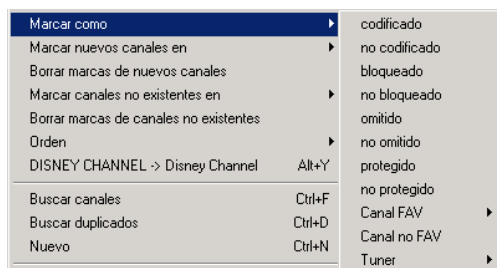 Marcar como
Marcar nuevos canales en
Borrar marcas de nuevos canales
Marcar canales no existentes en
Borrar marcas de canales no existentes
Orden
DISNEY CHANNEL -> Disney Channel Alt+Y
Buscar canales Ctrl+F
Buscar duplicados Ctrl+D
Nuevo Ctrl+N
codificado
no codificado
bloqueado
no bloqueado
omitido
no omitido
protegido
no protegido
Canal FAV
Canal no FAV
Tuner